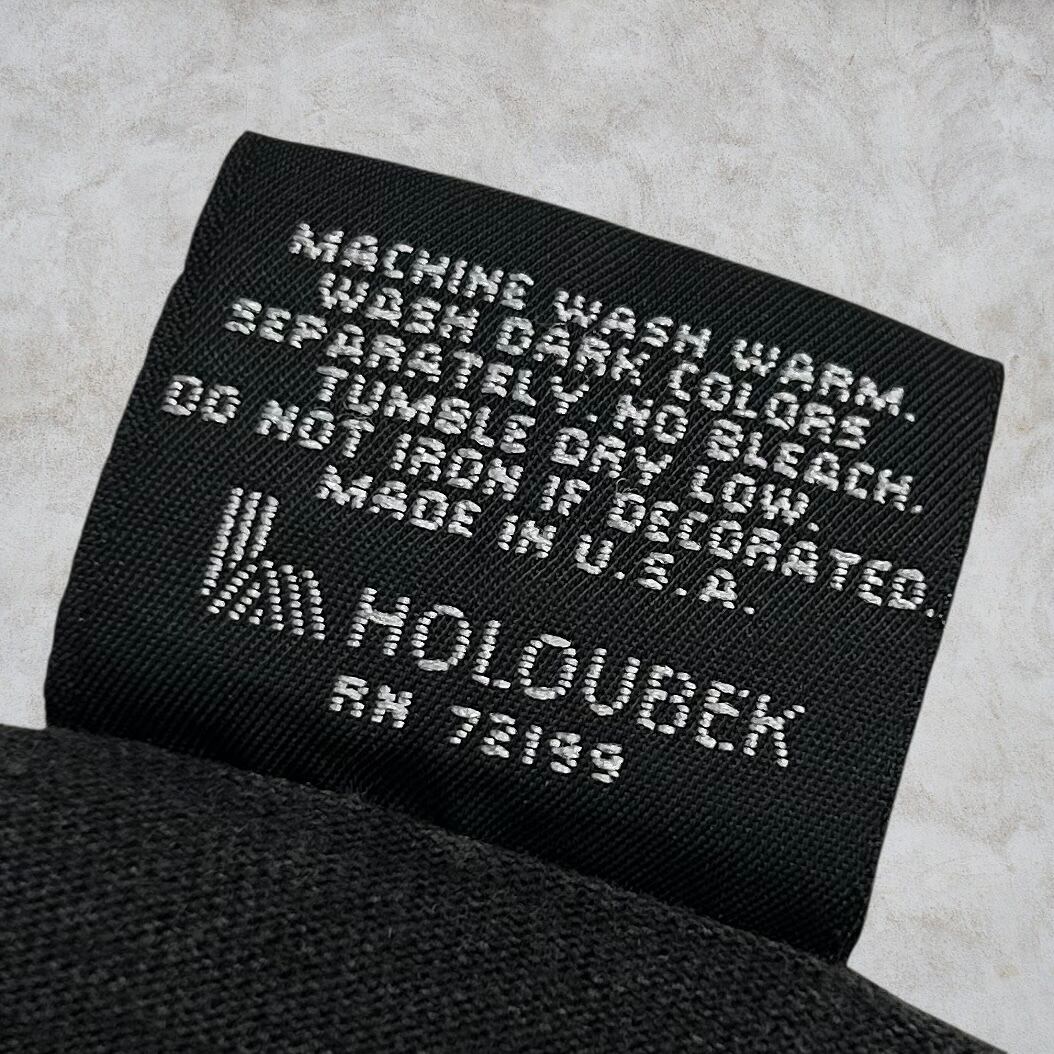 MACHINE WASH WARM.
WASH DARK COLORS
SEPARATELY. NO BLEACH.
TUMBLE DRY LOW.
DO NOT IRON IF DECORATED.
MADE IN U.S.A.
HOLOUBEK
RN 72199